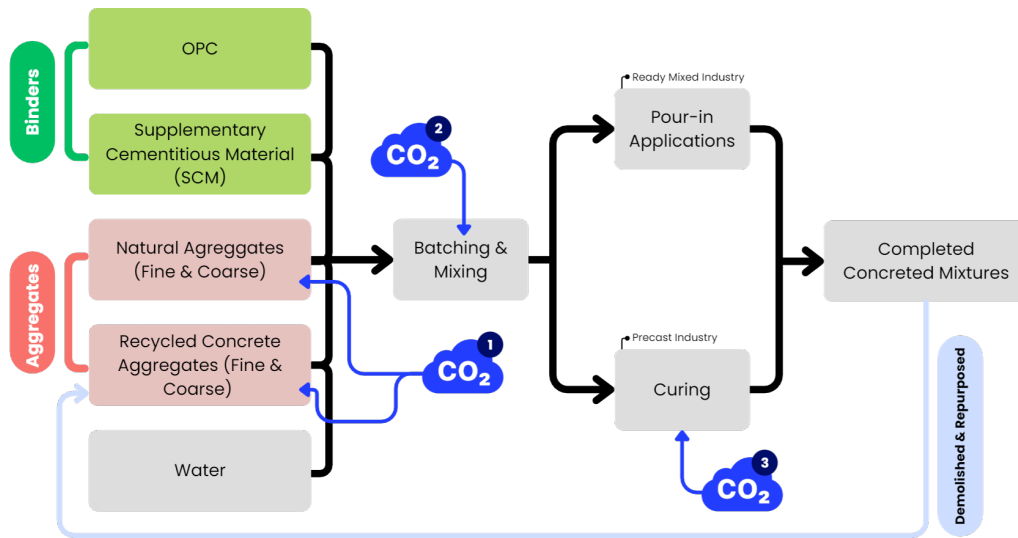 Binders
OPC
Supplementary
Cementitious Material
(SCM)
Aggregates
Natural Agreggates
(Fine & Coarse)
Recycled Concrete
Aggregates (Fine &
Coarse)
Water
CO₂
1
CO₂
2
Batching &
Mixing
Ready Mixed Industry
Pour-in
Applications
Precast Industry
Curing
CO₂
3
Completed
Concreted Mixtures
Demolished & Repurposed